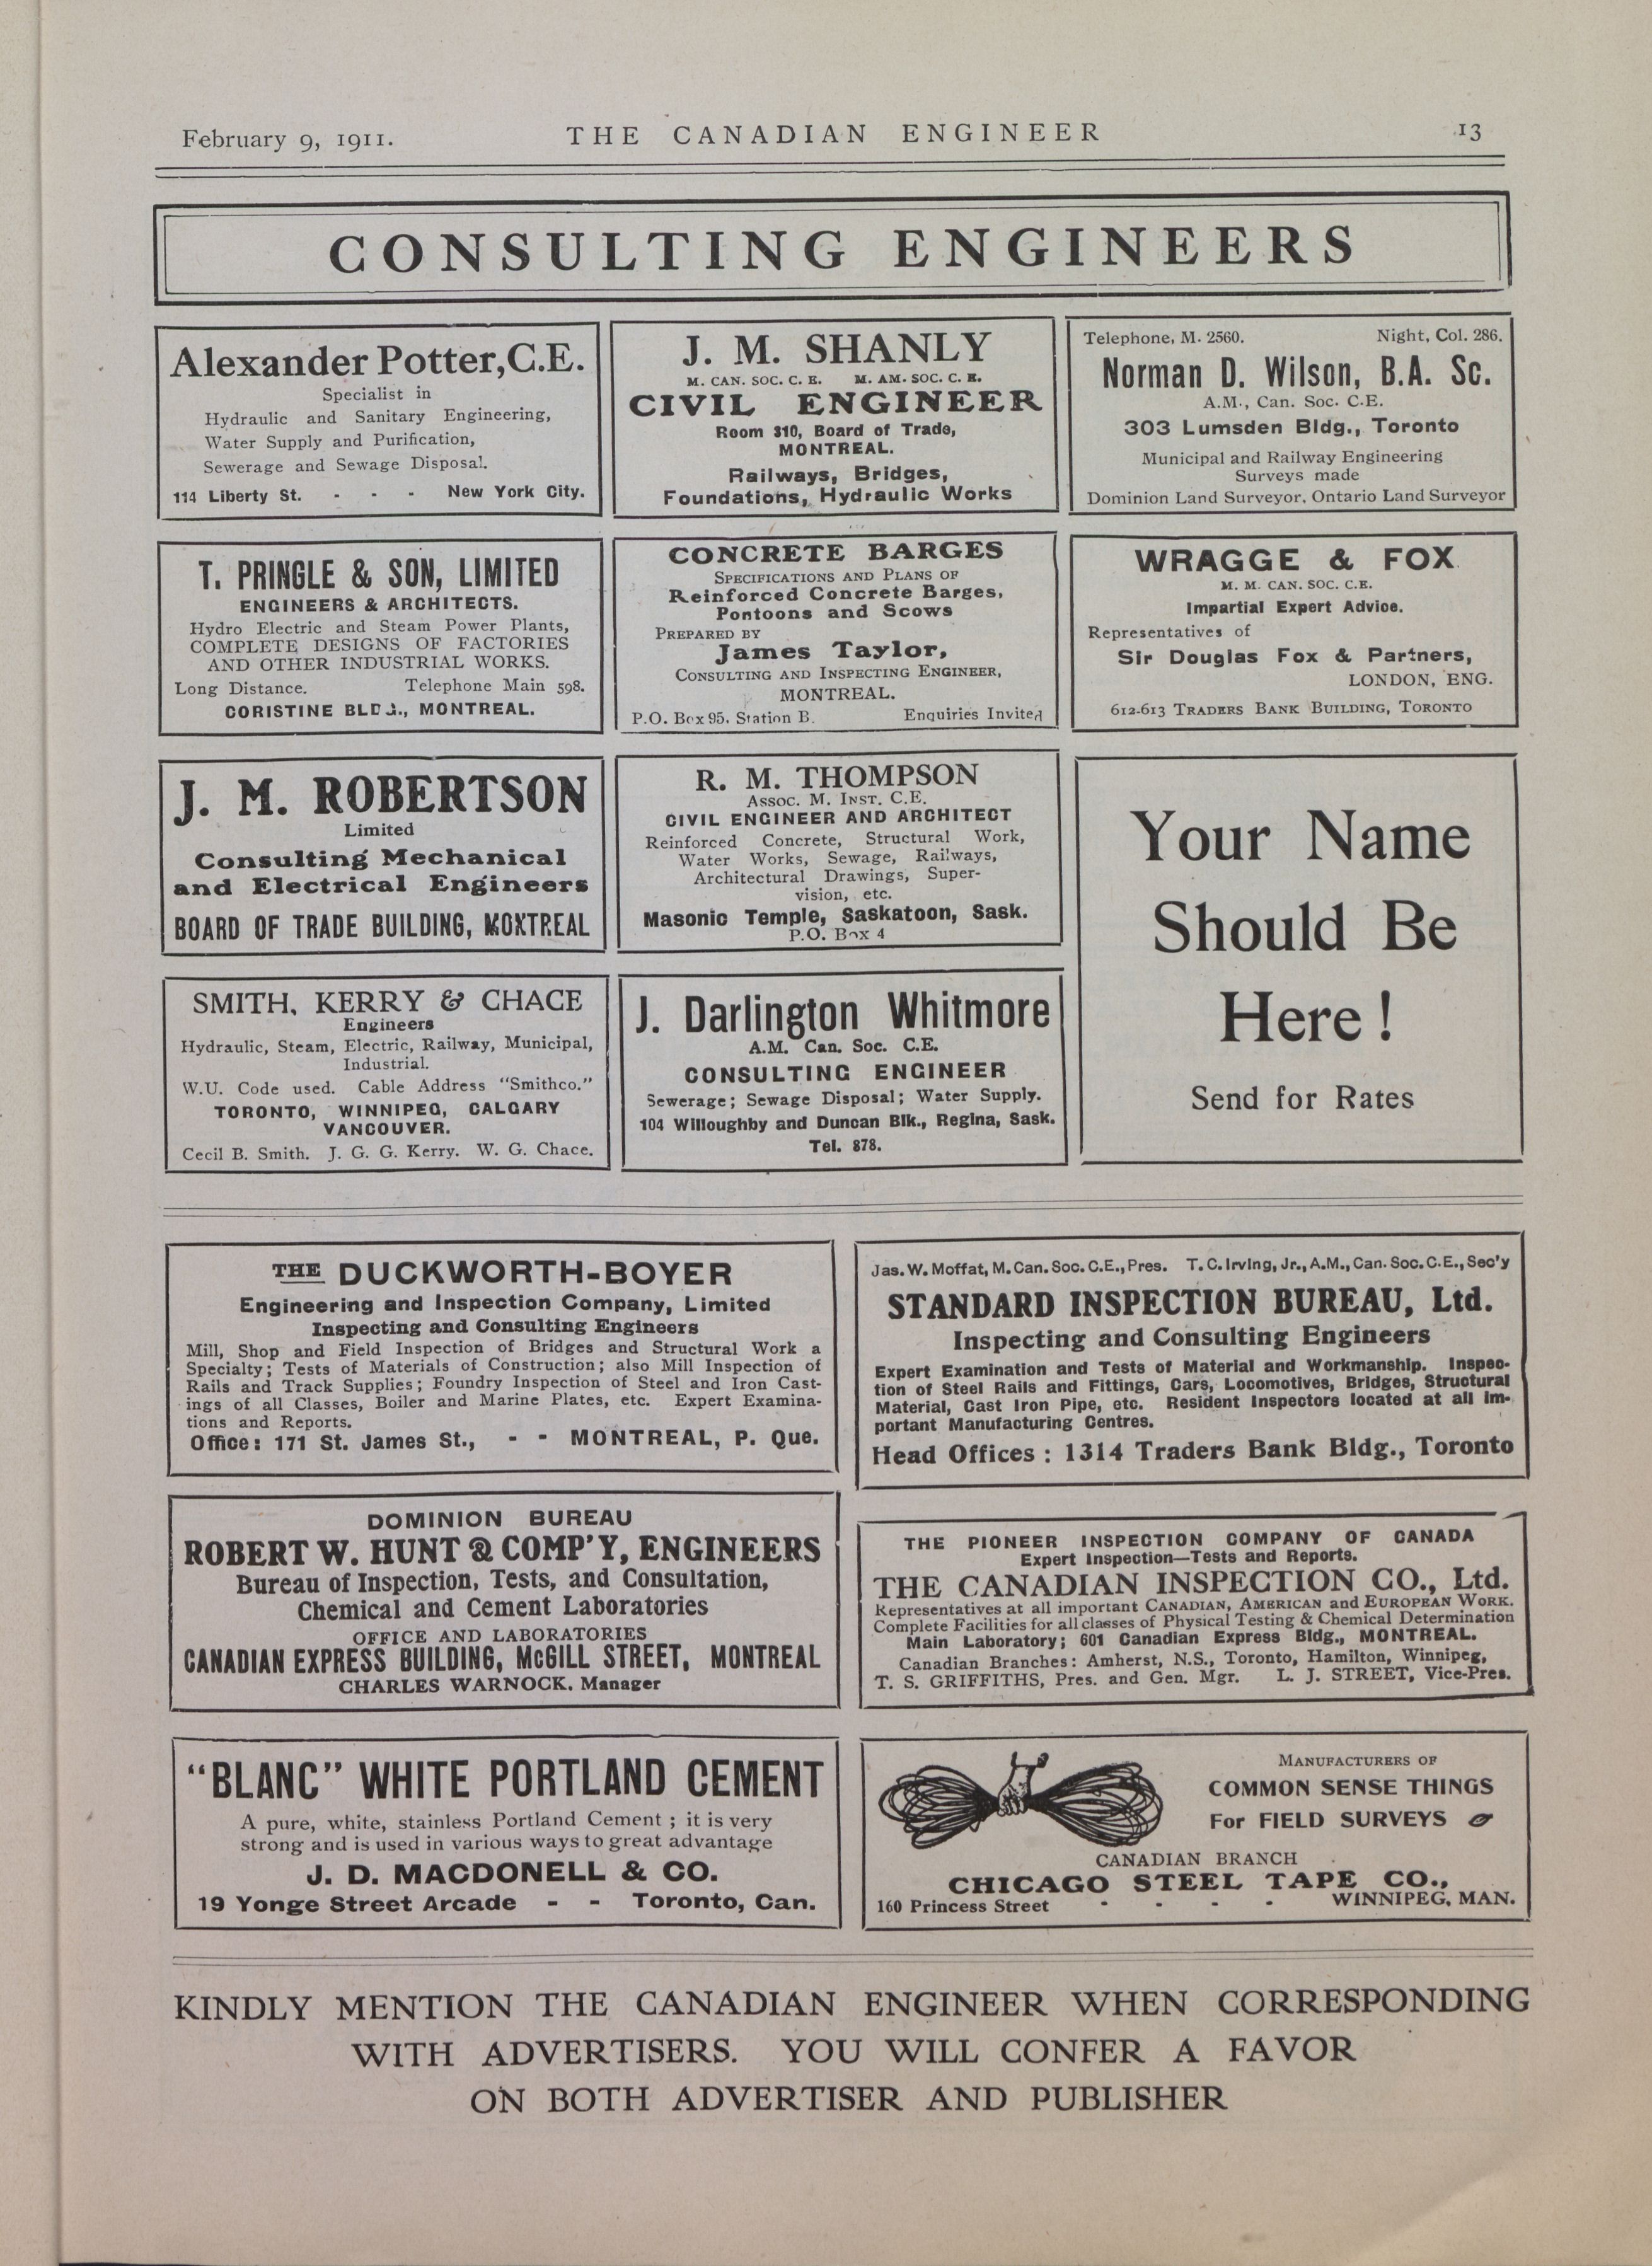 February 9, 1911.
THE CANADIAN ENGINEER
13
CONSULTING ENGINEERS
Alexander Potter, C.E.
Specialist in
Hydraulic and Sanitary Engineering,
Water Supply and Purification,
Sewerage and Sewage Disposal.
114 Liberty St. - - - New York City.
J. M. SHANLY
M. CAN. SOC. C. E. M. AM. SOC. C. E.
CIVIL ENGINEER
Room 310, Board of Trade,
MONTREAL.
Railways, Bridges,
Foundations, Hydraulic Works
Telephone, M. 2560. Night, Col. 286.
Norman D. Wilson, B.A. Sc.
A.M., Can. Soc. C.E.
303 Lumsden Bldg., Toronto
Municipal and Railway Engineering
Surveys made
Dominion Land Surveyor, Ontario Land Surveyor
T. PRINGLE & SON, LIMITED
ENGINEERS & ARCHITECTS.
Hydro Electric and Steam Power Plants,
COMPLETE DESIGNS OF FACTORIES
AND OTHER INDUSTRIAL WORKS.
Long Distance. Telephone Main 598.
CORISTINE BLDG., MONTREAL.
CONCRETE BARGES
SPECIFICATIONS AND PLANS OF
Reinforced Concrete Barges,
Pontoons and Scows
PREPARED BY
James Taylor,
CONSULTING AND INSPECTING ENGINEER,
MONTREAL.
P.O. Box 95, Station B. Enquiries Invited
WRAGGE & FOX
M. M. CAN. SOC. C.E.
Impartial Expert Advice.
Representatives of
Sir Douglas Fox & Partners,
LONDON, ENG.
612-613 TRADERS BANK BUILDING, TORONTO
J. M. ROBERTSON
Limited
Consulting Mechanical
and Electrical Engineers
BOARD OF TRADE BUILDING, MONTREAL
R. M. THOMPSON
ASSOC. M. INST. C.E.
CIVIL ENGINEER AND ARCHITECT
Reinforced Concrete, Structural Work,
Water Works, Sewage, Railways,
Architectural Drawings, Super-
vision, etc.
Masonic Temple, Saskatoon, Sask.
P.O. Box 4
Your Name
Should Be
Here!
Send for Rates
SMITH, KERRY & CHACE
Engineers
Hydraulic, Steam, Electric, Railway, Municipal,
Industrial.
W.U. Code used. Cable Address "Smithco."
TORONTO, WINNIPEG, CALGARY
VANCOUVER.
Cecil B. Smith. J. G. G. Kerry. W. G. Chace.
J. Darlington Whitmore
A.M. Can. Soc. C.E.
CONSULTING ENGINEER
Sewerage; Sewage Disposal; Water Supply.
104 Willoughby and Duncan Blk., Regina, Sask.
Tel. 878.
THE DUCKWORTH-BOYER
Engineering and Inspection Company, Limited
Inspecting and Consulting Engineers
Mill, Shop and Field Inspection of Bridges and Structural Work a
Specialty; Tests of Materials of Construction; also Mill Inspection of
Rails and Track Supplies; Foundry Inspection of Steel and Iron Cast-
ings of all Classes, Boiler and Marine Plates, etc. Expert Examina-
tions and Reports.
Office: 171 St. James St., - - MONTREAL, P. Que.
Jas. W. Moffat, M. Can. Soc. C.E., Pres. T. C. Irving, Jr., A.M., Can. Soc. C.E., Sec'y
STANDARD INSPECTION BUREAU, Ltd.
Inspecting and Consulting Engineers
Expert Examination and Tests of Material and Workmanship. Inspec-
tion of Steel Rails and Fittings, Cars, Locomotives, Bridges, Structural
Material, Cast Iron Pipe, etc. Resident Inspectors located at all Im-
portant Manufacturing Centres.
Head Offices : 1314 Traders Bank Bldg., Toronto
DOMINION BUREAU
ROBERT W. HUNT & COMP'Y, ENGINEERS
Bureau of Inspection, Tests, and Consultation,
Chemical and Cement Laboratories
OFFICE AND LABORATORIES
CANADIAN EXPRESS BUILDING, McGILL STREET, MONTREAL
CHARLES WARNOCK, Manager
THE PIONEER INSPECTION COMPANY OF CANADA
Expert Inspection—Tests and Reports.
THE CANADIAN INSPECTION CO., Ltd.
Representatives at all important CANADIAN, AMERICAN and EUROPEAN WORK.
Complete Facilities for all classes of Physical Testing & Chemical Determination
Main Laboratory; 601 Canadian Express Bldg., MONTREAL.
Canadian Branches: Amherst, N.S., Toronto, Hamilton, Winnipeg,
T. S. GRIFFITHS, Pres. and Gen. Mgr. L. J. STREET, Vice-Pres.
"BLANC" WHITE PORTLAND CEMENT
A pure, white, stainless Portland Cement ; it is very
strong and is used in various ways to great advantage
J. D. MACDONELL & CO.
19 Yonge Street Arcade - - Toronto, Can.
MANUFACTURERS OF
COMMON SENSE THINGS
For FIELD SURVEYS
CANADIAN BRANCH
CHICAGO STEEL TAPE CO.,
160 Princess Street - - - - WINNIPEG, MAN.
KINDLY MENTION THE CANADIAN ENGINEER WHEN CORRESPONDING
WITH ADVERTISERS. YOU WILL CONFER A FAVOR
ON BOTH ADVERTISER AND PUBLISHER